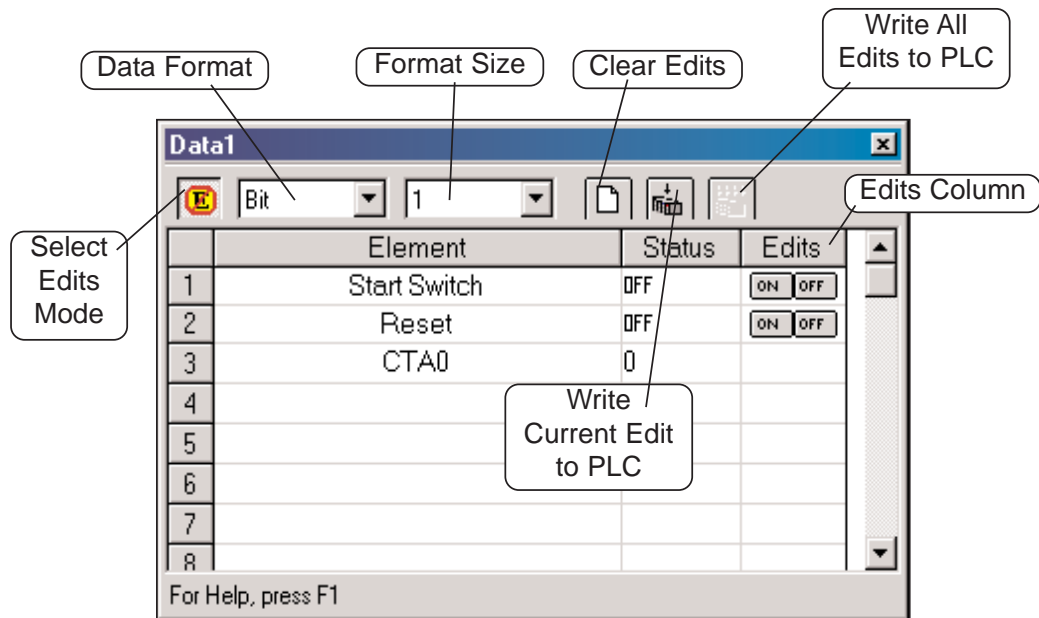 Write All
Edits to PLC
Data Format
Format Size
Clear Edits
Data1
E
Bit
1
Edits Column
Select
Edits
Mode
Element
Status
Edits
1
Start Switch
OFF
ON
OFF
2
Reset
OFF
ON
OFF
3
CTA0
0
4
Write
Current Edit
to PLC
5
6
7
8
For Help, press F1